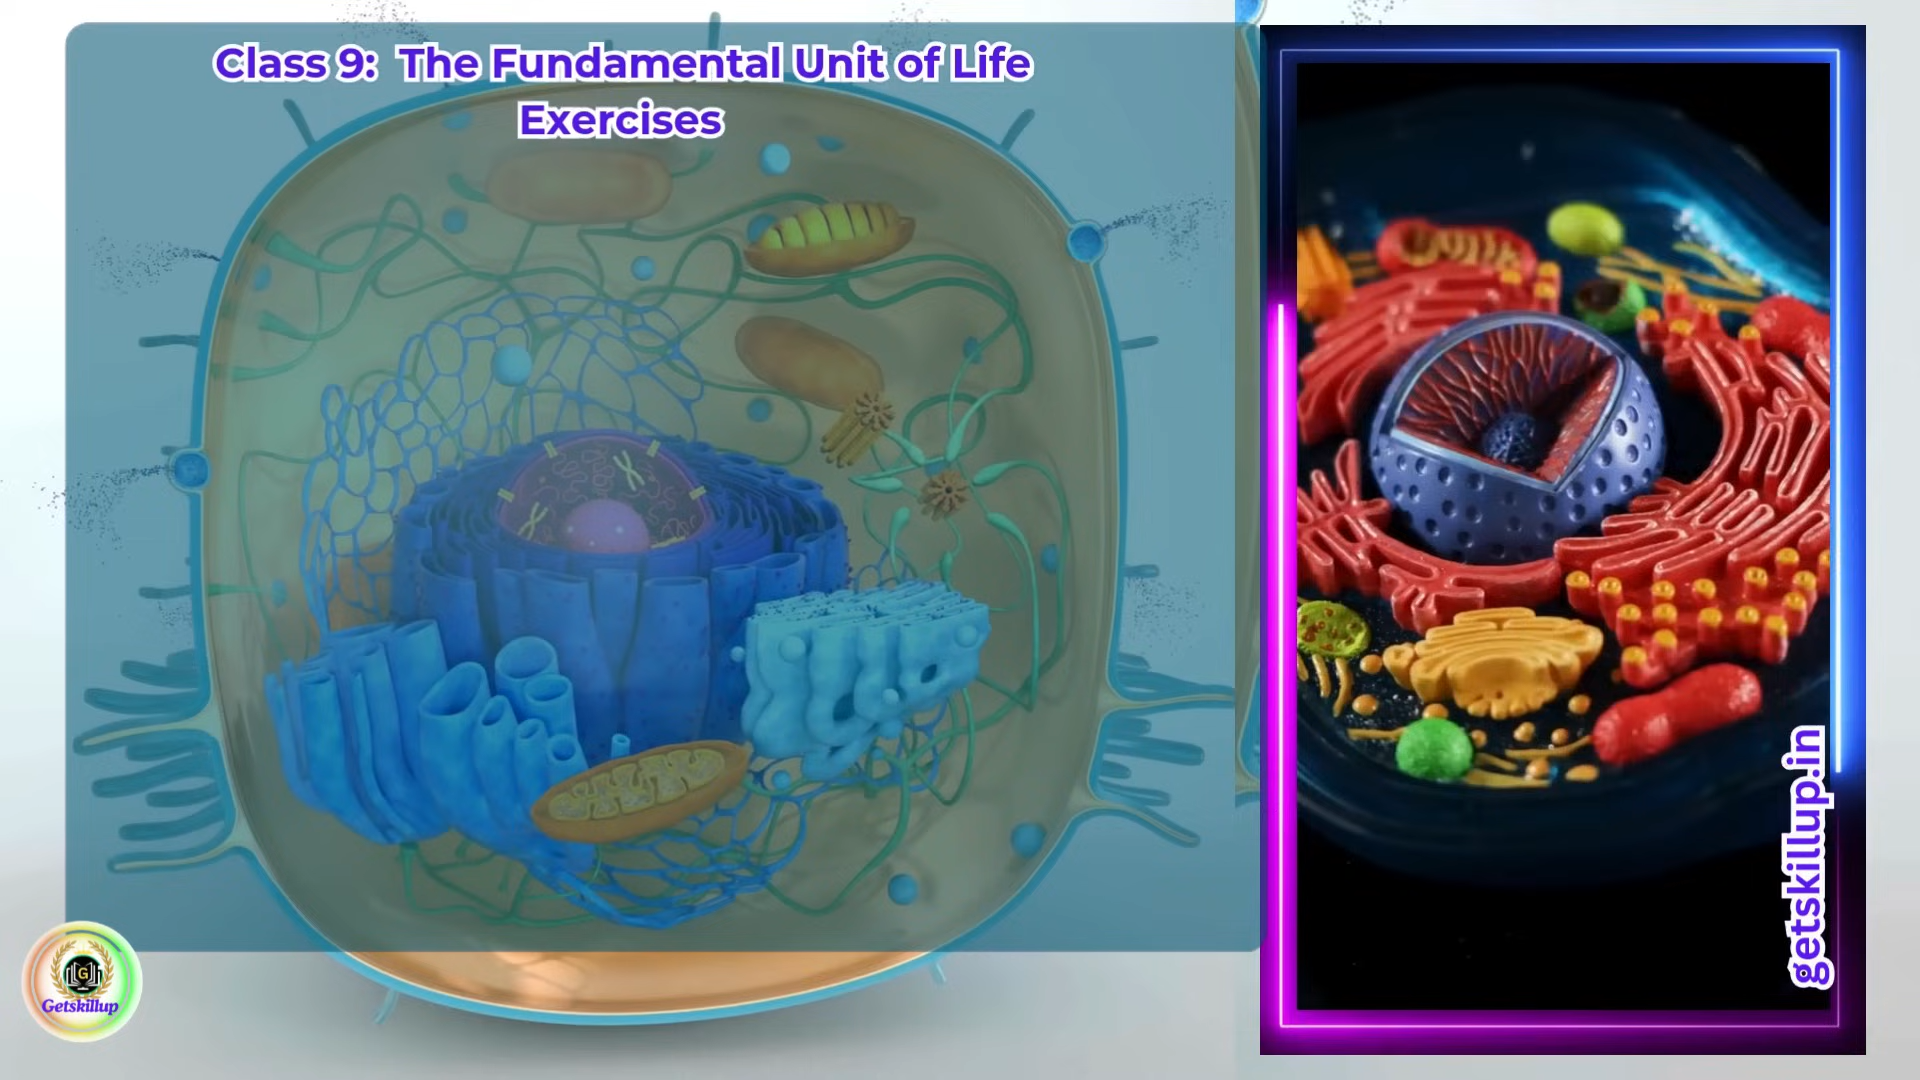 Class 9:  The Fundamental Unit of Life
Exercises
getskillup.in
G
Getskillup